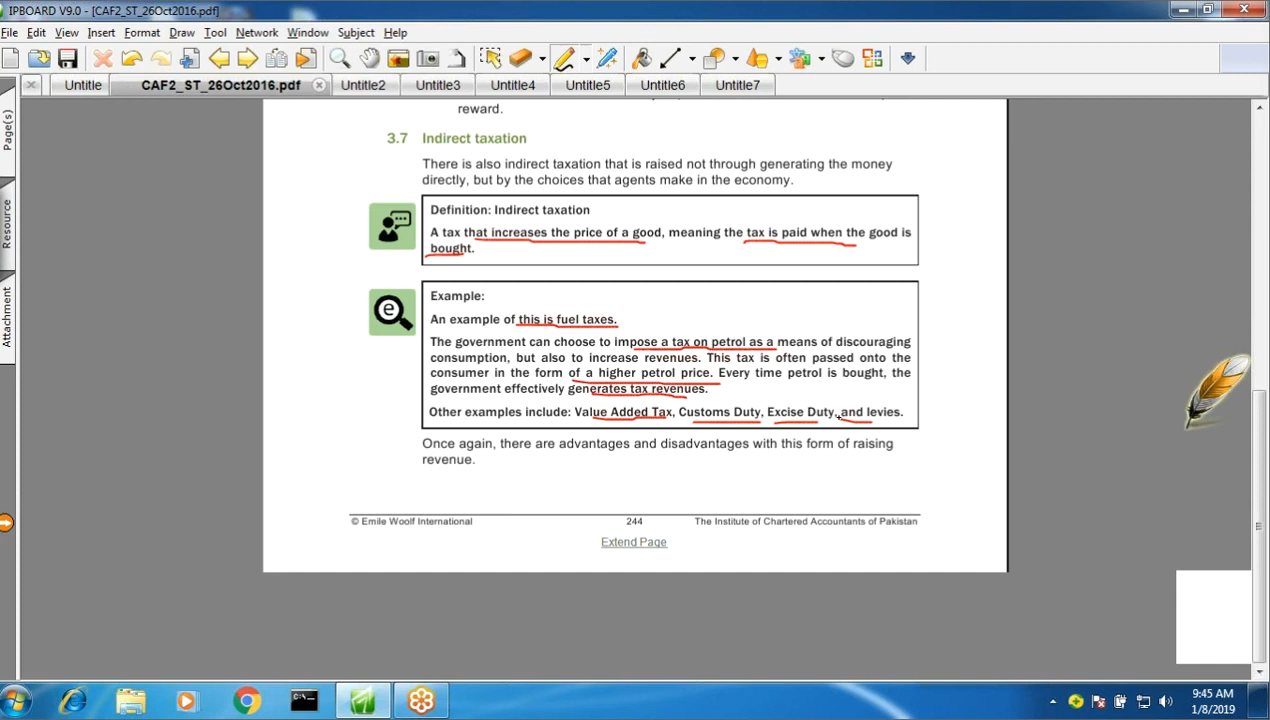 IPBOARD V9.0 - [CAF2_ST_26Oct2016.pdf]
File Edit View Insert Format Draw Tool Network Window Subject Help
Untitle CAF2_ST_26Oct2016.pdf Untitle2 Untitle3 Untitle4 Untitle5 Untitle6 Untitle7
Page(s)
Resource
Attachment
reward.
3.7 Indirect taxation
There is also indirect taxation that is raised not through generating the money
directly, but by the choices that agents make in the economy.
Definition: Indirect taxation
A tax that increases the price of a good, meaning the tax is paid when the good is
bought.
e
Example:
An example of this is fuel taxes.
The government can choose to impose a tax on petrol as a means of discouraging
consumption, but also to increase revenues. This tax is often passed onto the
consumer in the form of a higher petrol price. Every time petrol is bought, the
government effectively generates tax revenues.
Other examples include: Value Added Tax, Customs Duty, Excise Duty, and levies.
Once again, there are advantages and disadvantages with this form of raising
revenue.
© Emile Woolf International 244 The Institute of Chartered Accountants of Pakistan
Extend Page
9:45 AM
1/8/2019